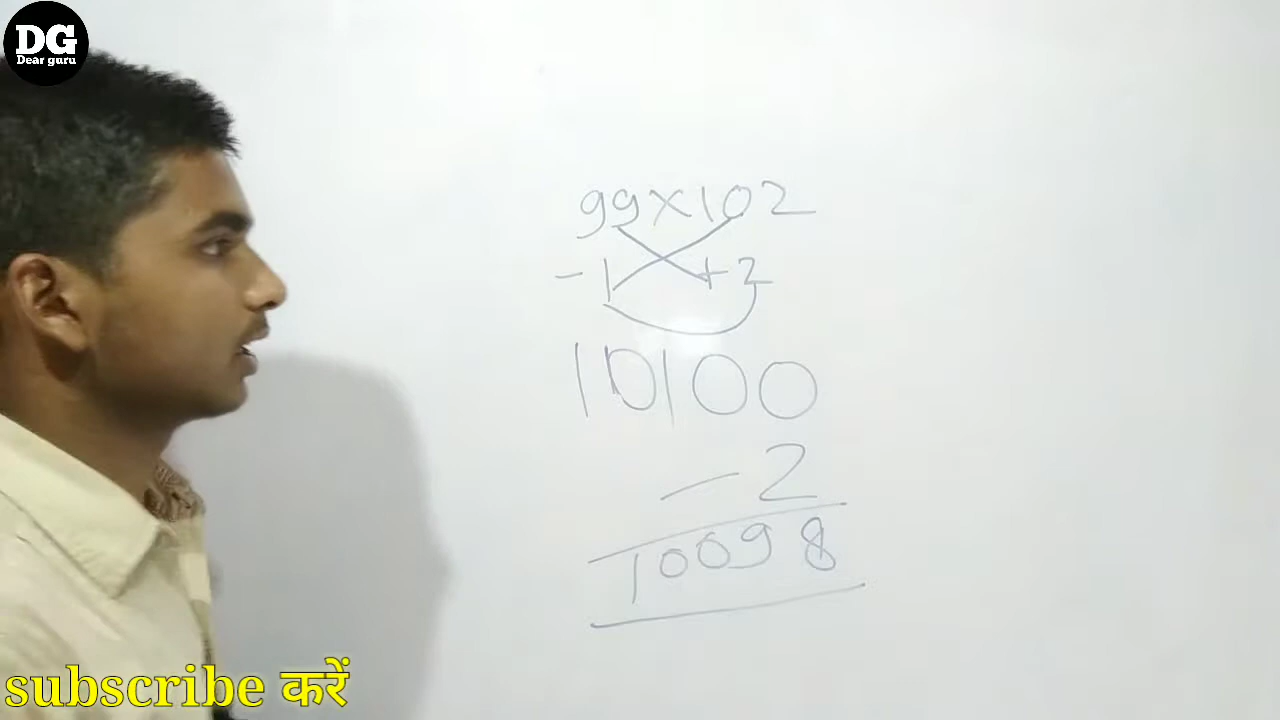 DG
Dear guru
99×102
-1 +2
10100
-2
10098
subscribe करें